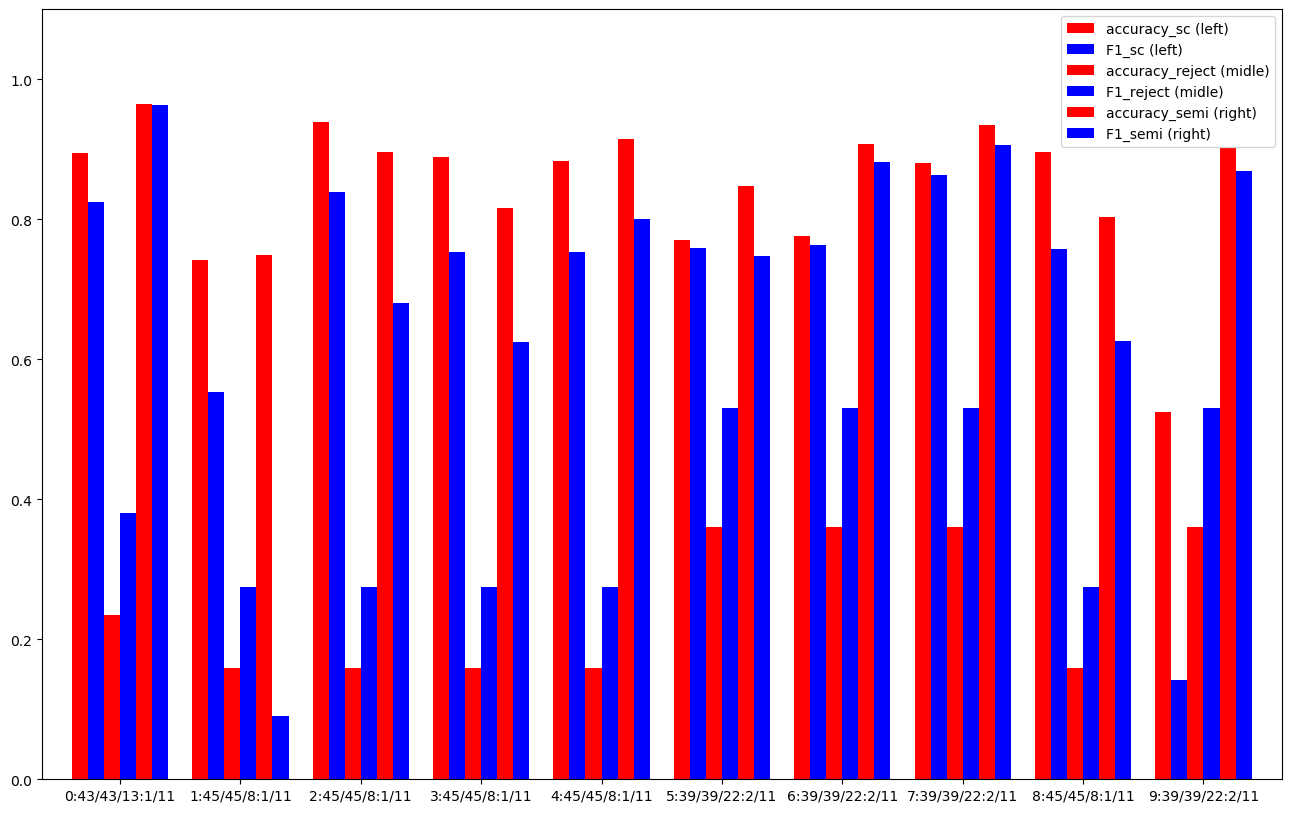 accuracy_sc (left)
F1_sc (left)
accuracy_reject (midle)
F1_reject (midle)
accuracy_semi (right)
F1_semi (right)
1.0
0.8
0.6
0.4
0.2
0.0
0:43/43/13:1/11 1:45/45/8:1/11 2:45/45/8:1/11 3:45/45/8:1/11 4:45/45/8:1/11 5:39/39/22:2/11 6:39/39/22:2/11 7:39/39/22:2/11 8:45/45/8:1/11 9:39/39/22:2/11